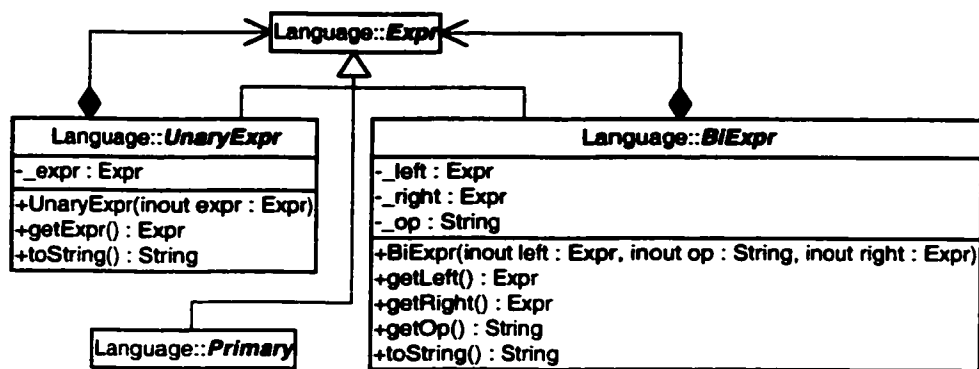 Language::Expr
Language::UnaryExpr
-_expr : Expr
+UnaryExpr(inout expr : Expr)
+getExpr() : Expr
+toString() : String
Language::BiExpr
-_left : Expr
-_right : Expr
-_op : String
+BiExpr(inout left : Expr, inout op : String, inout right : Expr)
+getLeft() : Expr
+getRight() : Expr
+getOp() : String
+toString() : String
Language::Primary